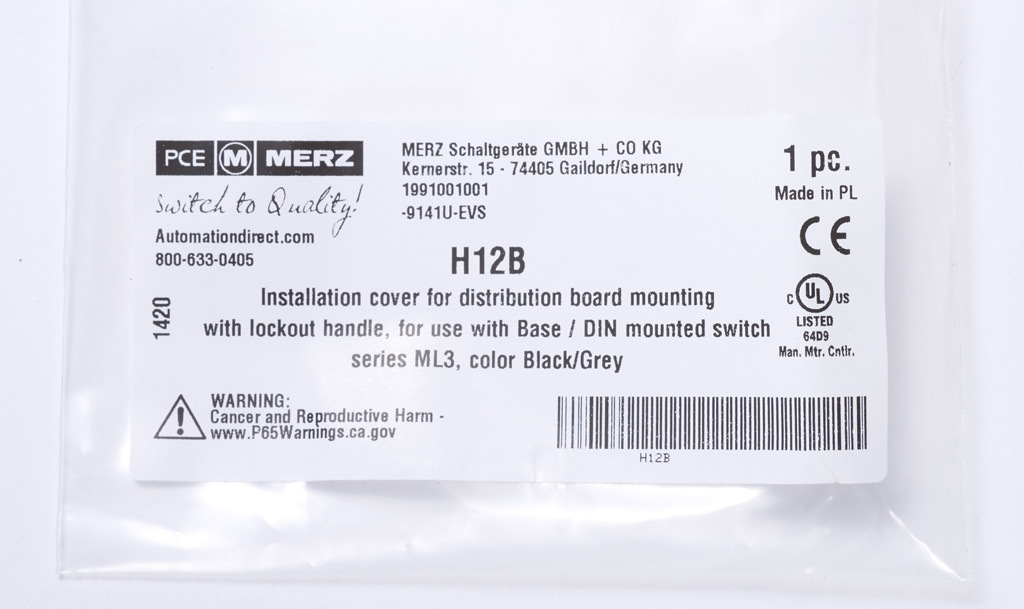 PCE M MERZ
Switch to Quality!
Automationdirect.com
800-633-0405
MERZ Schaltgeräte GMBH + CO KG
Kernerstr. 15 - 74405 Gaildorf/Germany
1991001001
-9141U-EVS
1 pc.
Made in PL
CE
C UL US
LISTED
64D9
Man. Mtr. Cntlr.
1420
H12B
Installation cover for distribution board mounting
with lockout handle, for use with Base / DIN mounted switch
series ML3, color Black/Grey
WARNING:
Cancer and Reproductive Harm -
www.P65Warnings.ca.gov
H12B